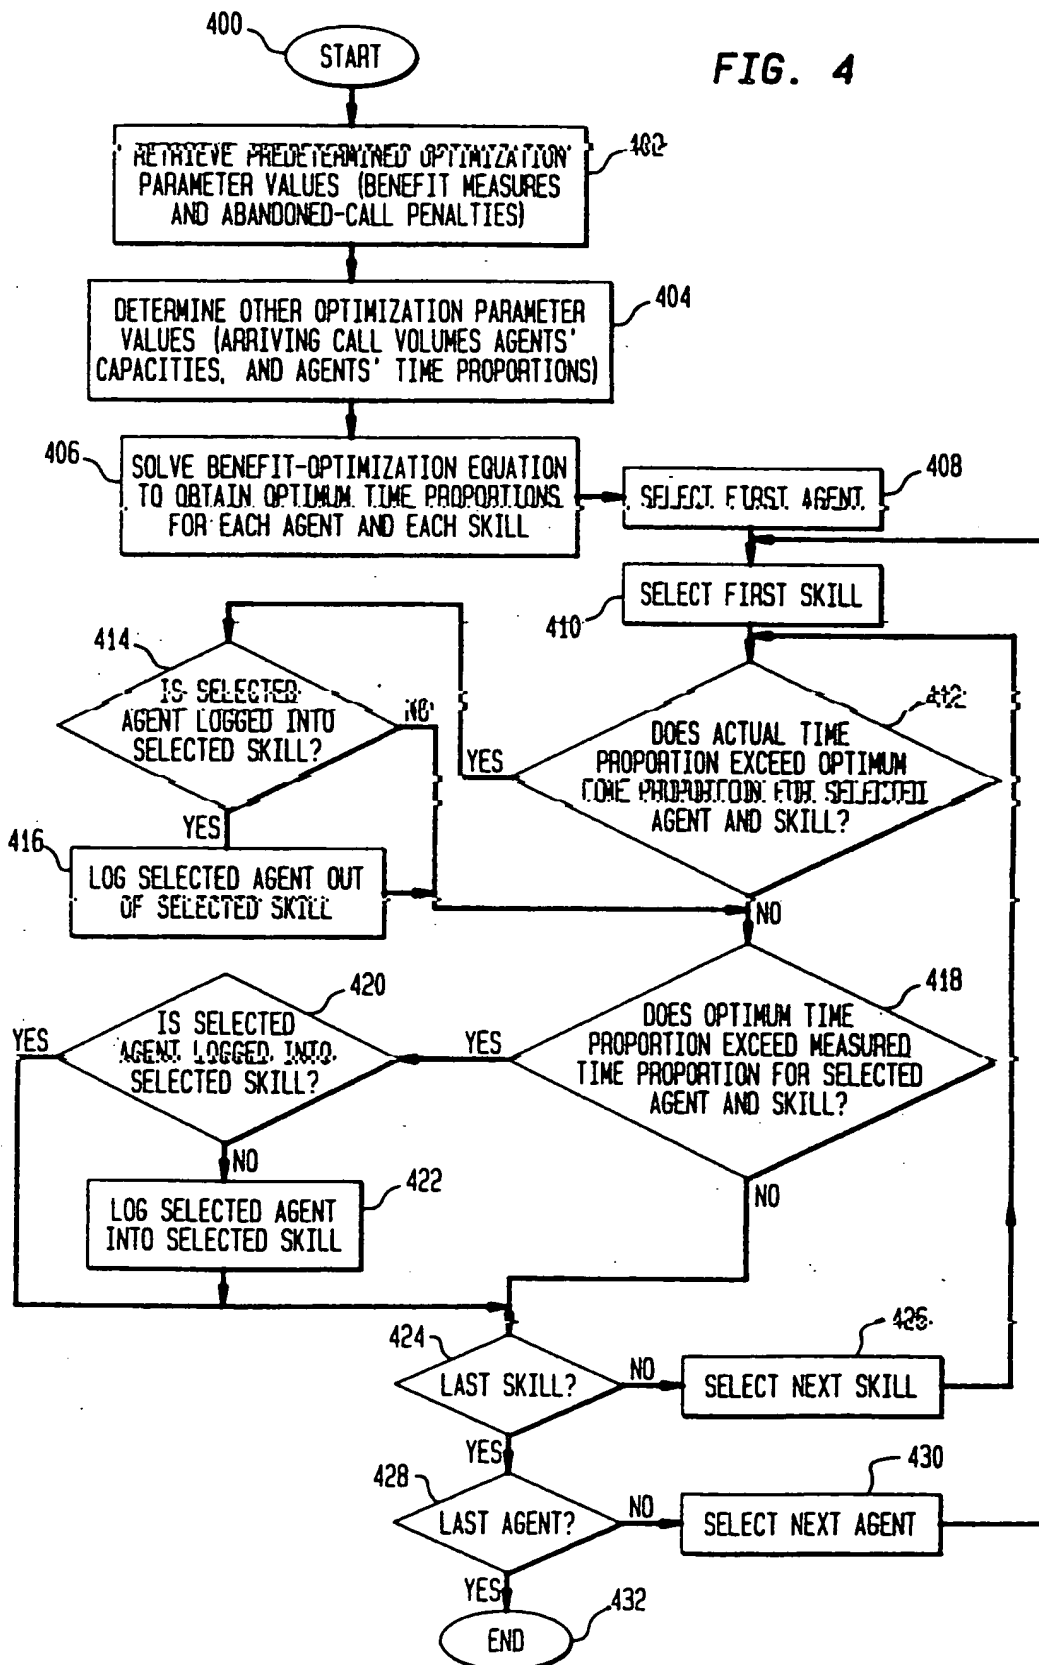 FIG. 4
400
START
402
RETRIEVE PREDETERMINED OPTIMIZATION
PARAMETER VALUES (BENEFIT MEASURES
AND ABANDONED-CALL PENALTIES)
404
DETERMINE OTHER OPTIMIZATION PARAMETER
VALUES (ARRIVING CALL VOLUMES AGENTS'
CAPACITIES, AND AGENTS' TIME PROPORTIONS)
406
SOLVE BENEFIT-OPTIMIZATION EQUATION
TO OBTAIN OPTIMUM TIME PROPORTIONS
FOR EACH AGENT AND EACH SKILL
408
SELECT FIRST AGENT
410
SELECT FIRST SKILL
412
DOES ACTUAL TIME
PROPORTION EXCEED OPTIMUM
TIME PROPORTION FOR SELECTED
AGENT AND SKILL?
YES
NO
414
IS SELECTED
AGENT LOGGED INTO
SELECTED SKILL?
NO
YES
416
LOG SELECTED AGENT OUT
OF SELECTED SKILL
418
DOES OPTIMUM TIME
PROPORTION EXCEED MEASURED
TIME PROPORTION FOR SELECTED
AGENT AND SKILL?
YES
NO
420
IS SELECTED
AGENT LOGGED INTO
SELECTED SKILL?
YES
NO
422
LOG SELECTED AGENT
INTO SELECTED SKILL
424
LAST SKILL?
NO
YES
426
SELECT NEXT SKILL
428
LAST AGENT?
NO
YES
430
SELECT NEXT AGENT
432
END